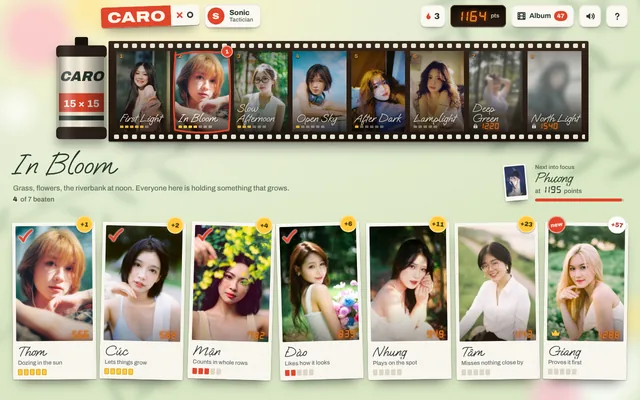 CARO
× O
S
Sonic
Tactician
3
1164 pts
Album 47
?
CARO
15 × 15
First Light
1
In Bloom
Slow
Afternoon
Open Sky
After Dark
Lamplight
Deep
Green
1220
North Light
1540
In Bloom
Grass, flowers, the riverbank at noon. Everyone here is holding something that grows.
4 of 7 beaten
Next into focus
Phương
at 1195 points
+1
+2
+4
+6
+11
+23
new
+57
Thơm
Dozing in the sun
Cúc
Lets things grow
Mận
Counts in whole rows
Đào
Likes how it looks
Nhung
Plays on the spot
Tâm
Misses nothing close by
Giang
Proves it first